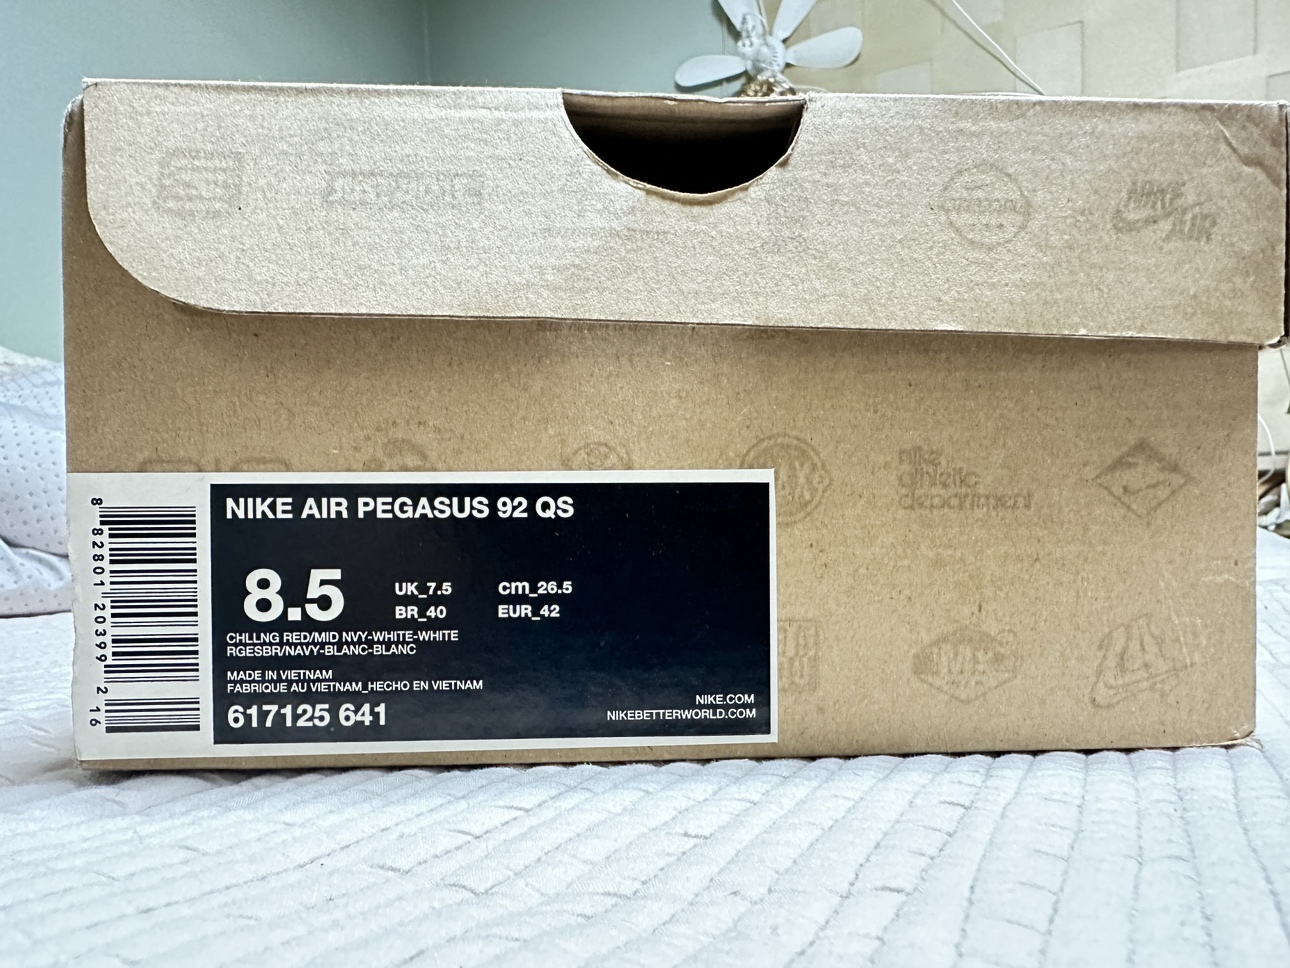 NIKE
AIR
nike
athletic
department
NIKE AIR PEGASUS 92 QS
8.5
UK_7.5
cm_26.5
BR_40
EUR_42
CHLLNG RED/MID NVY-WHITE-WHITE
RGESBR/NAVY-BLANC-BLANC
MADE IN VIETNAM
FABRIQUE AU VIETNAM_HECHO EN VIETNAM
617125 641
NIKE.COM
NIKEBETTERWORLD.COM
8 82801 20399 2 16